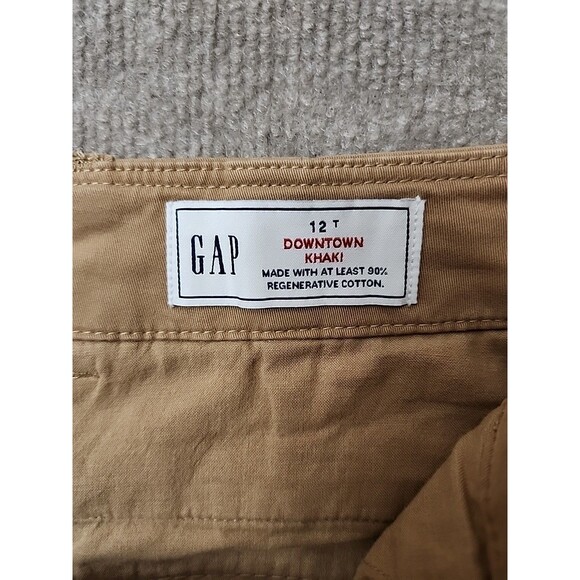 GAP
12 T
DOWNTOWN
KHAKI
MADE WITH AT LEAST 90%
REGENERATIVE COTTON.